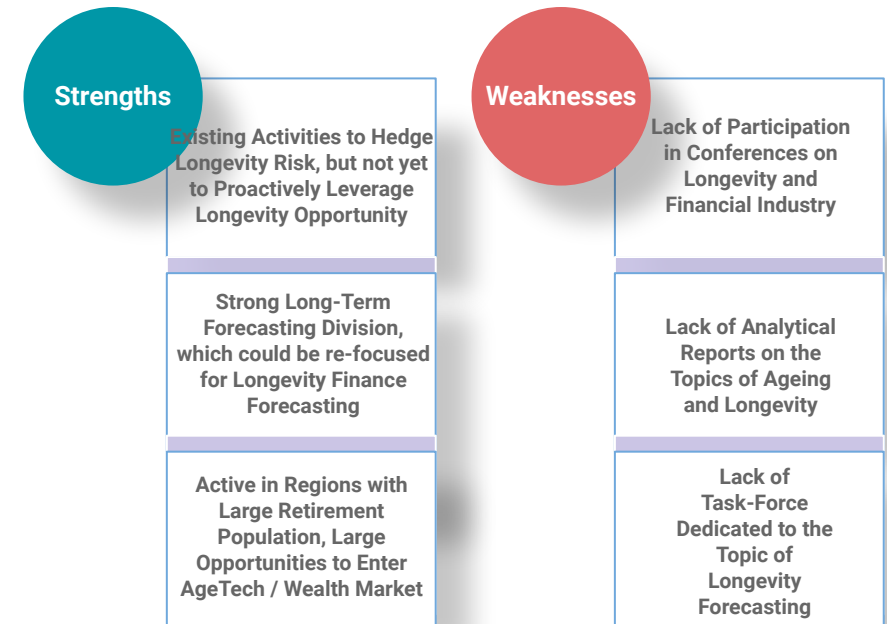 Strengths
Existing Activities to Hedge
Longevity Risk, but not yet
to Proactively Leverage
Longevity Opportunity
Strong Long-Term
Forecasting Division,
which could be re-focused
for Longevity Finance
Forecasting
Active in Regions with
Large Retirement
Population, Large
Opportunities to Enter
AgeTech / Wealth Market
Weaknesses
Lack of Participation
in Conferences on
Longevity and
Financial Industry
Lack of Analytical
Reports on the
Topics of Ageing
and Longevity
Lack of
Task-Force
Dedicated to the
Topic of
Longevity
Forecasting